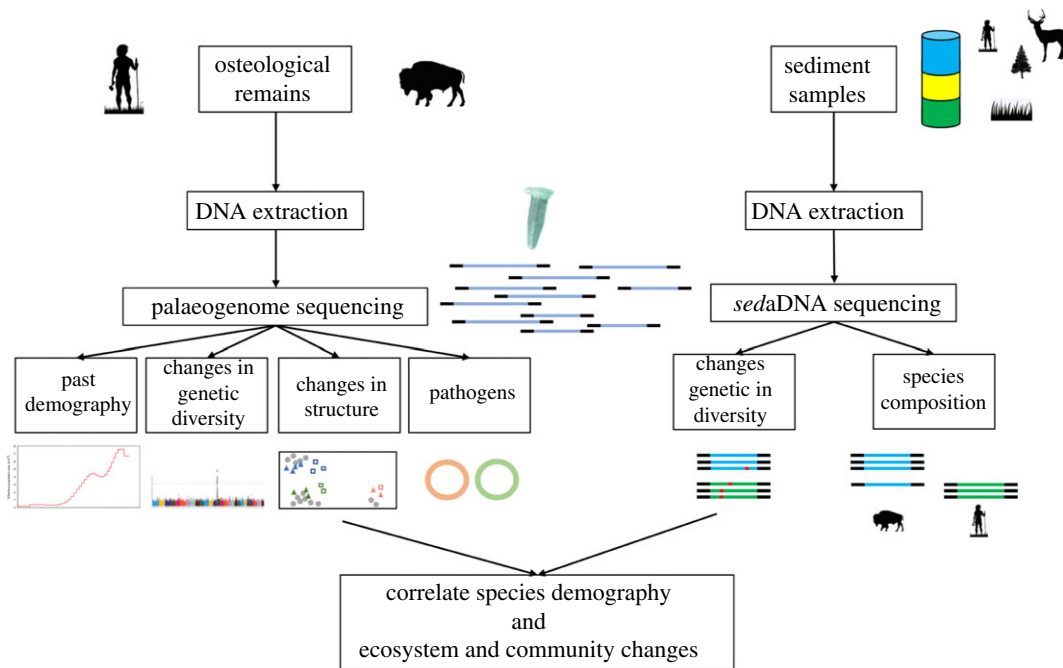 osteological
remains
sediment
samples
DNA extraction
DNA extraction
palaeogenome sequencing
sedaDNA sequencing
past
demography
changes in
genetic
diversity
changes in
structure
pathogens
changes
genetic in
diversity
species
composition
correlate species demography
and
ecosystem and community changes